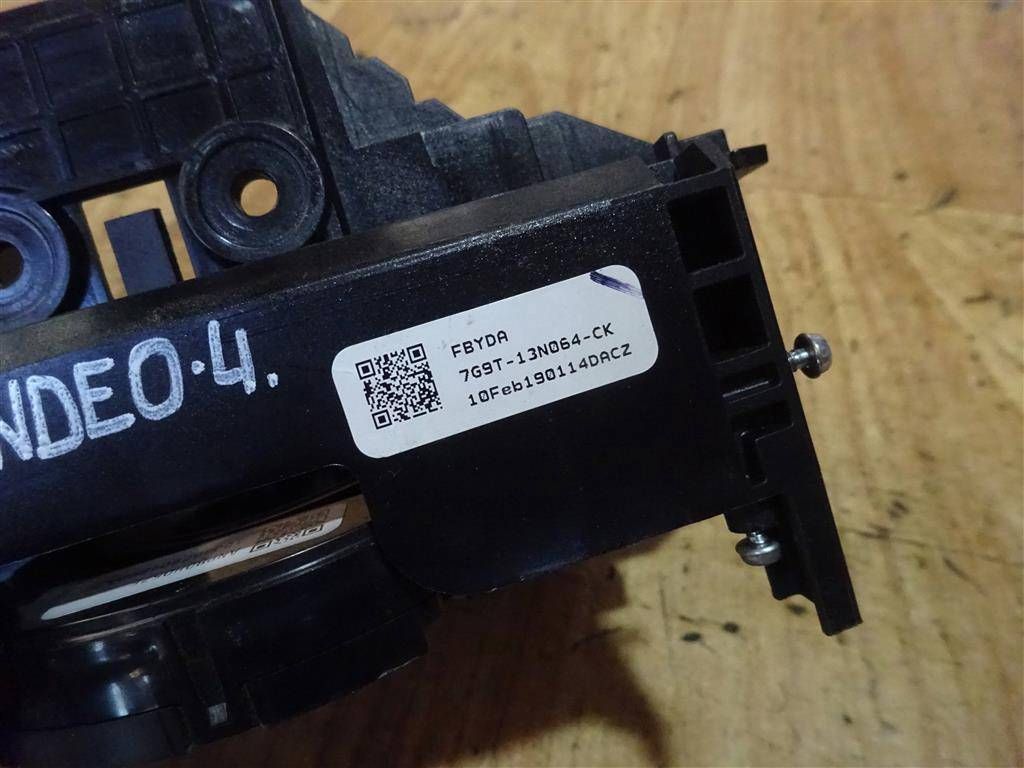 NDEO·4.
FBYDA
7G9T-13N064-CK
10Feb190114DACZ